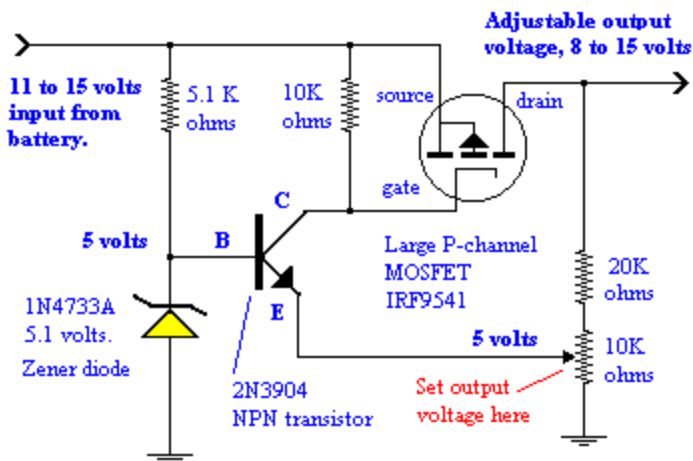 Adjustable output
voltage, 8 to 15 volts
11 to 15 volts
input from
battery.
5.1 K
ohms
10K
ohms
source
drain
gate
C
5 volts
B
E
Large P-channel
MOSFET
IRF9541
20K
ohms
1N4733A
5.1 volts.
Zener diode
5 volts
10K
ohms
2N3904
NPN transistor
Set output
voltage here